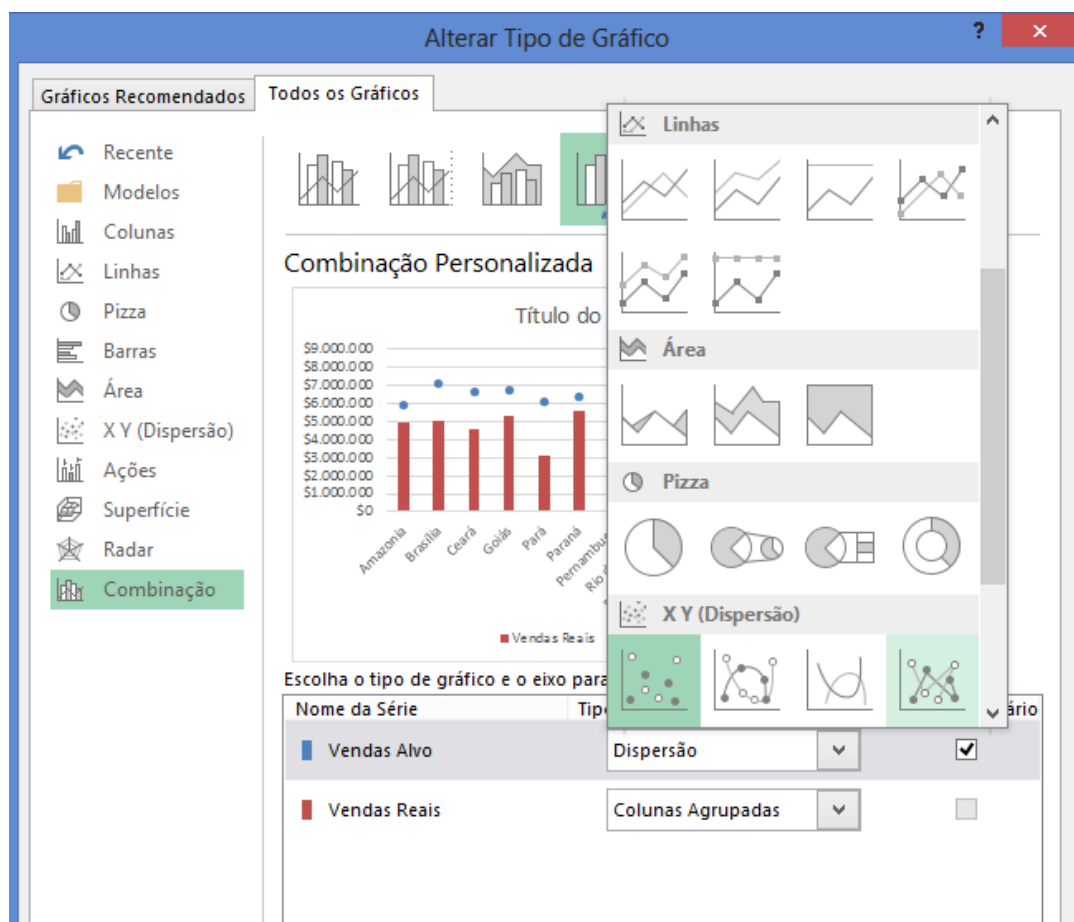 Alterar Tipo de Gráfico
?
Gráficos Recomendados
Todos os Gráficos
Recente
Modelos
Colunas
Linhas
Pizza
Barras
Área
X Y (Dispersão)
Ações
Superfície
Radar
Combinação
Combinação Personalizada
Título do
$9.000.000
$8.000.000
$7.000.000
$6.000.000
$5.000.000
$4.000.000
$3.000.000
$2.000.000
$1.000.000
$0
Amazonia
Brasília
Ceará
Goiás
Pará
Paraná
Pernambuc
Vendas Reais
Linhas
Área
Pizza
X Y (Dispersão)
Escolha o tipo de gráfico e o eixo para
Nome da Série
Vendas Alvo
Dispersão
Vendas Reais
Colunas Agrupadas